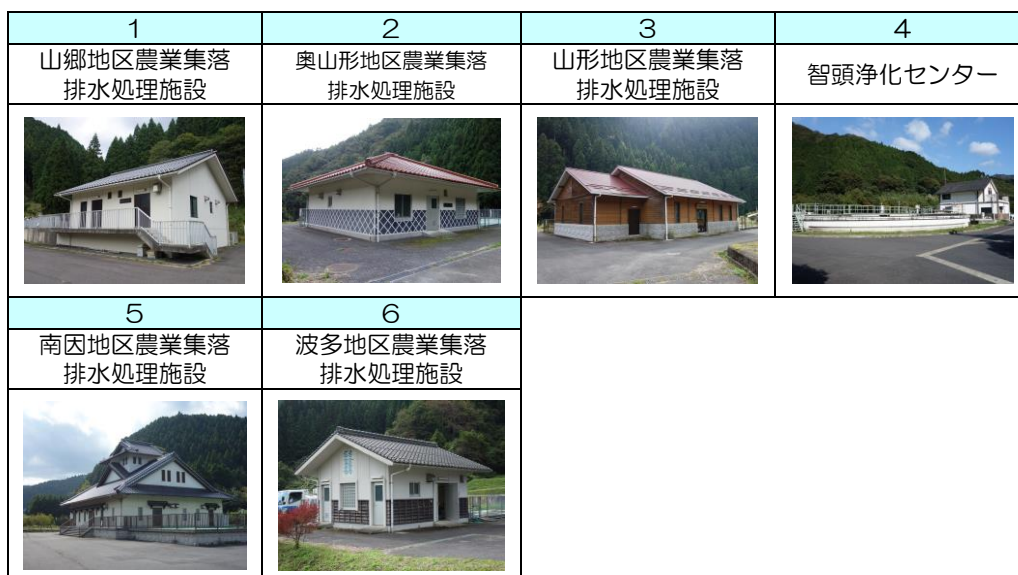 1
2
3
4
山郷地区農業集落
排水処理施設
奥山形地区農業集落
排水処理施設
山形地区農業集落
排水処理施設
智頭浄化センター
5
6
南因地区農業集落
排水処理施設
波多地区農業集落
排水処理施設